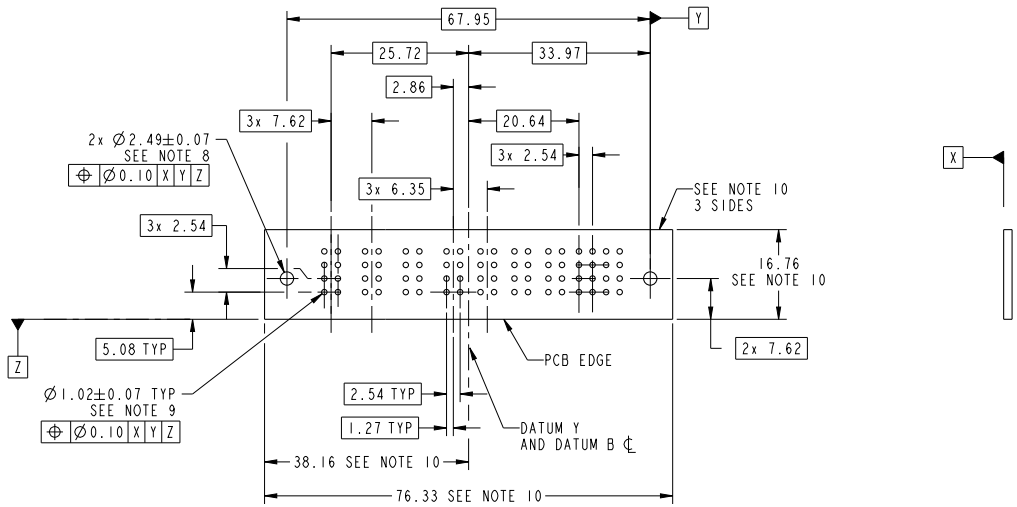 67.95
Y
25.72
33.97
2.86
3x 7.62
20.64
2x Ø2.49±0.07
SEE NOTE 8
⌖ Ø0.10 X Y Z
3x 2.54
X
3x 6.35
SEE NOTE 10
3 SIDES
3x 2.54
16.76
SEE NOTE 10
5.08 TYP
2x 7.62
Z
PCB EDGE
Ø1.02±0.07 TYP
SEE NOTE 9
⌖ Ø0.10 X Y Z
2.54 TYP
1.27 TYP
DATUM Y
AND DATUM B ℄
38.16 SEE NOTE 10
76.33 SEE NOTE 10